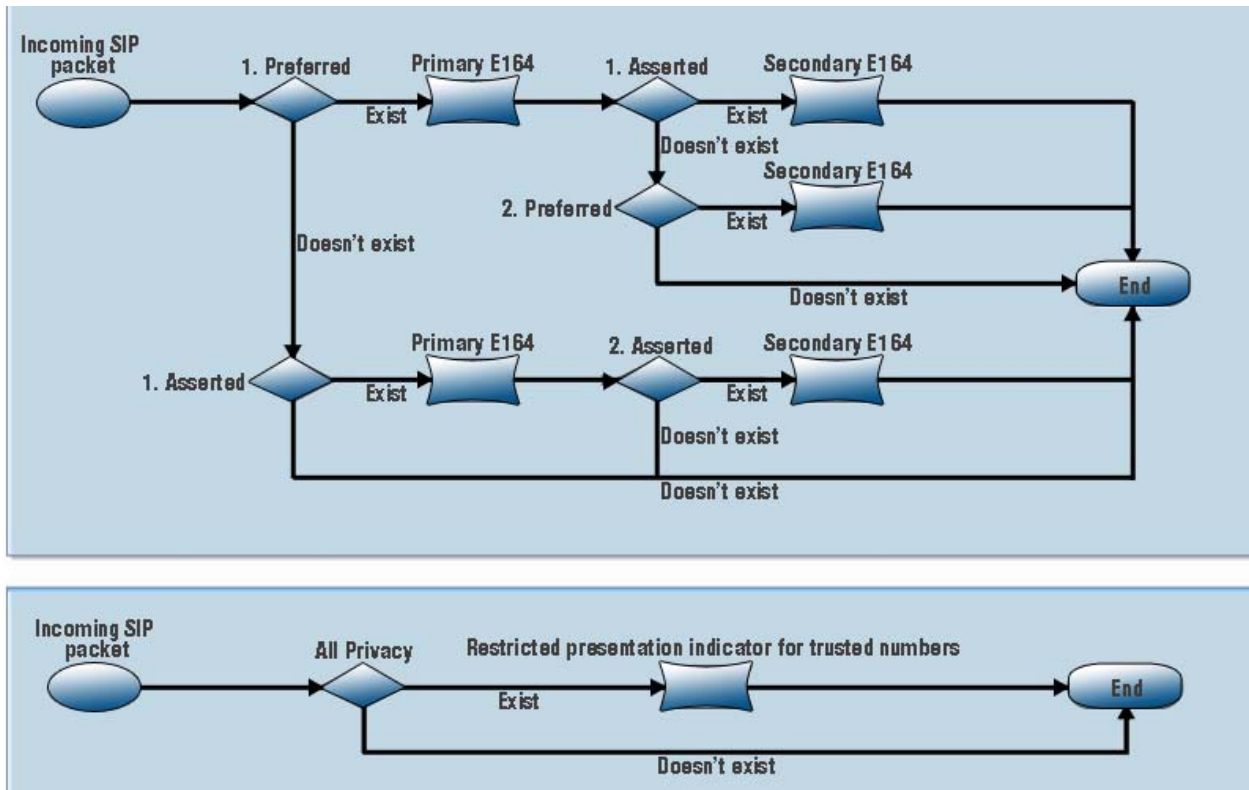 Incoming SIP
packet
1. Preferred
Primary E164
1. Asserted
Secondary E164
Exist
Exist
Doesn't exist
Secondary E164
2. Preferred
Exist
Doesn't exist
Doesn't exist
End
Primary E164
2. Asserted
Secondary E164
1. Asserted
Exist
Exist
Doesn't exist
Doesn't exist
Incoming SIP
packet
All Privacy
Restricted presentation indicator for trusted numbers
Exist
End
Doesn't exist